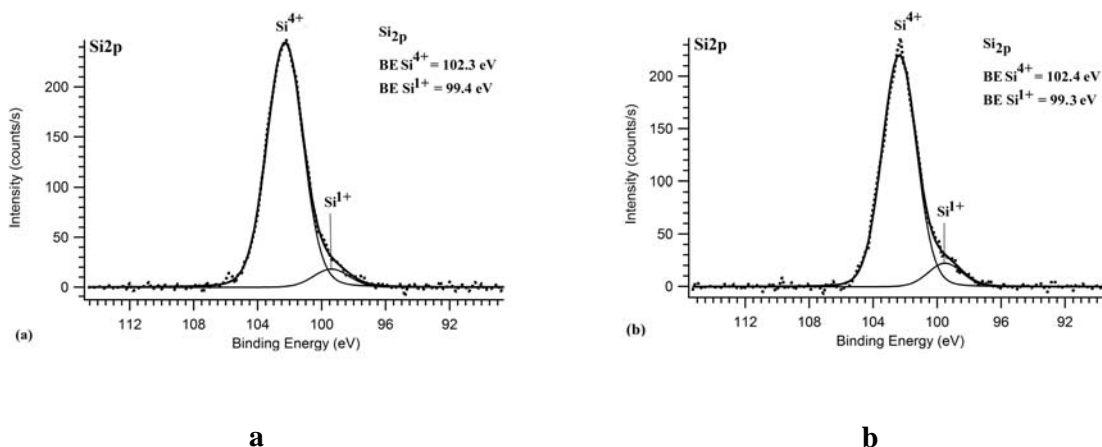 Si2p
Si4+
Si2p
BE Si4+ = 102.3 eV
BE Si1+ = 99.4 eV
Si1+
Intensity (counts/s)
200
150
100
50
0
112
108
104
100
96
92
Binding Energy (eV)
(a)
a
Si2p
Si4+
Si2p
BE Si4+ = 102.4 eV
BE Si1+ = 99.3 eV
Si1+
Intensity (counts/s)
200
150
100
50
0
112
108
104
100
96
92
Binding Energy (eV)
(b)
b